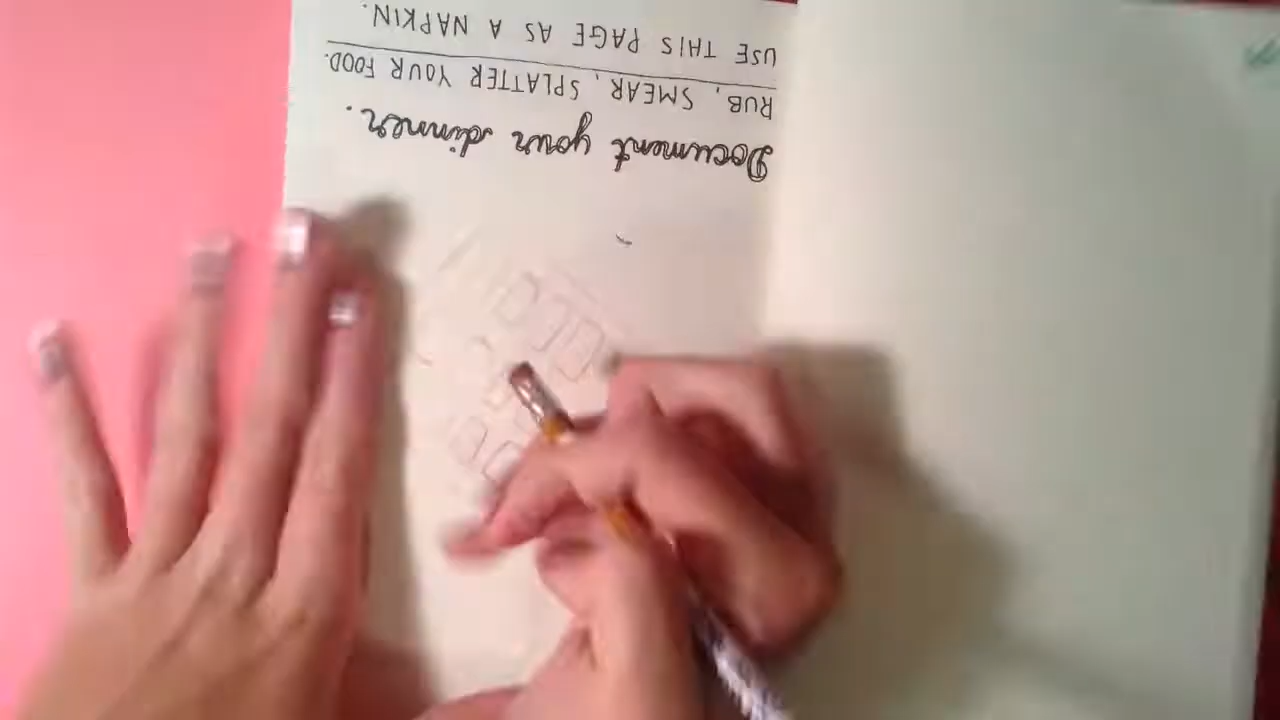 Document your dinner.
RUB, SMEAR, SPLATTER YOUR FOOD.
USE THIS PAGE AS A NAPKIN.